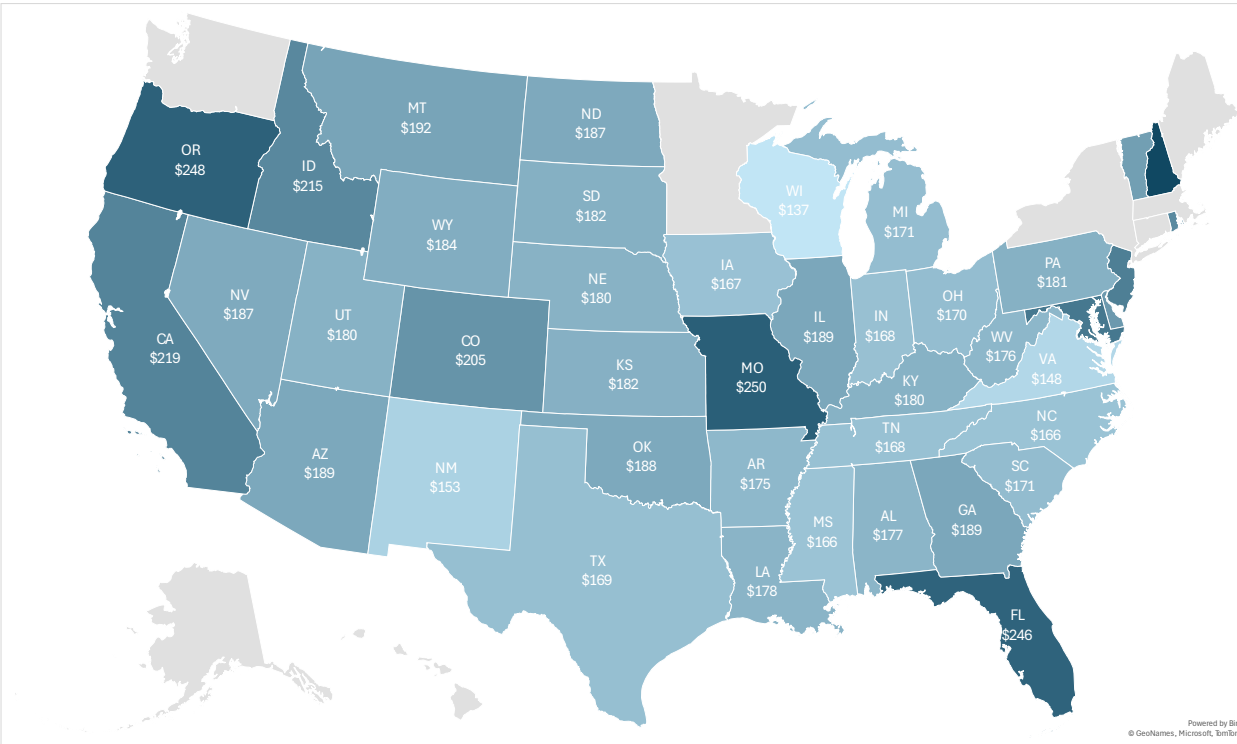 MT
$192
ND
$187
OR
$248
ID
$215
SD
$182
WI
$137
MI
$171
WY
$184
IA
$167
PA
$181
NE
$180
NV
$187
UT
$180
OH
$170
IL
$189
IN
$168
CO
$205
CA
$219
WV
$176
VA
$148
KS
$182
MO
$250
KY
$180
NC
$166
TN
$168
OK
$188
AZ
$189
NM
$153
AR
$175
SC
$171
GA
$189
MS
$166
AL
$177
TX
$169
LA
$178
FL
$246
Powered by Bin
© GeoNames, Microsoft, TomTom